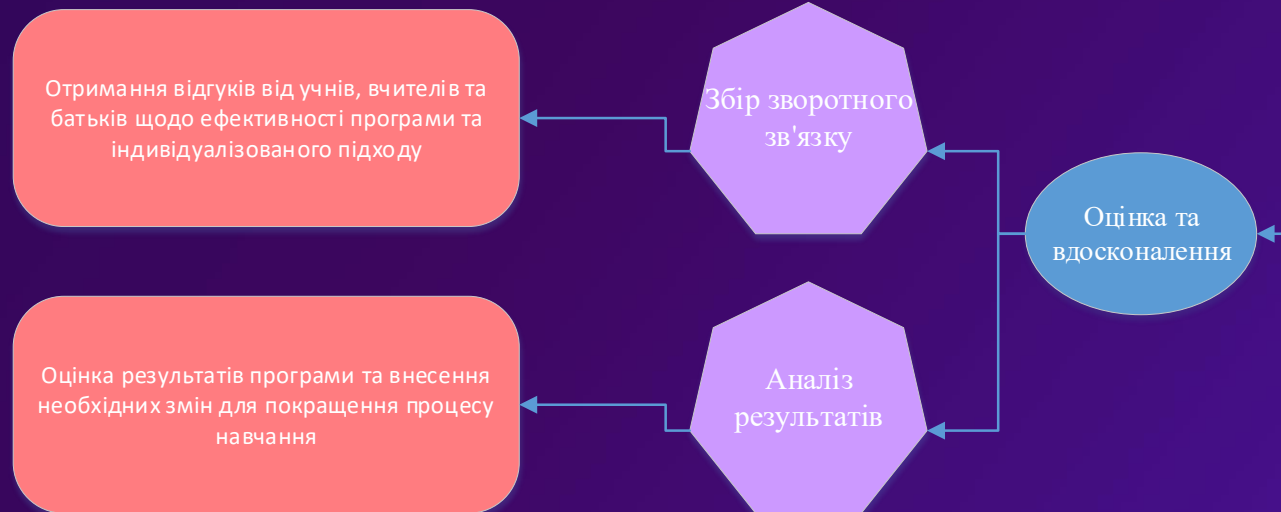 Отримання відгуків від учнів, вчителів та
батьків щодо ефективності програми та
індивідуалізованого підходу
Збір зворотного
зв'язку
Оцінка та
вдосконалення
Оцінка результатів програми та внесення
необхідних змін для покращення процесу
навчання
Аналіз
результатів